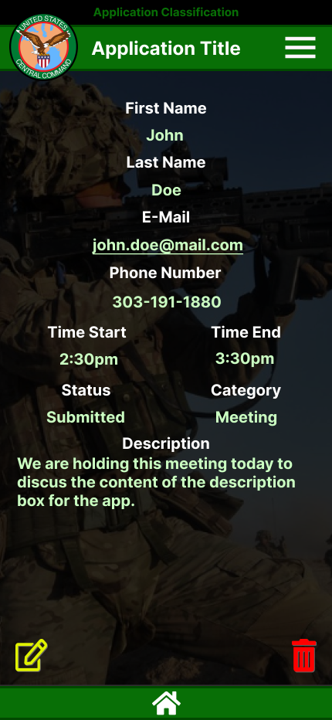 Application Classification
UNITED STATES
CENTRAL COMMAND
Application Title
First Name
John
Last Name
Doe
E-Mail
john.doe@mail.com
Phone Number
303-191-1880
Time Start Time End
2:30pm 3:30pm
Status Category
Submitted Meeting
Description
We are holding this meeting today to
discus the content of the description
box for the app.